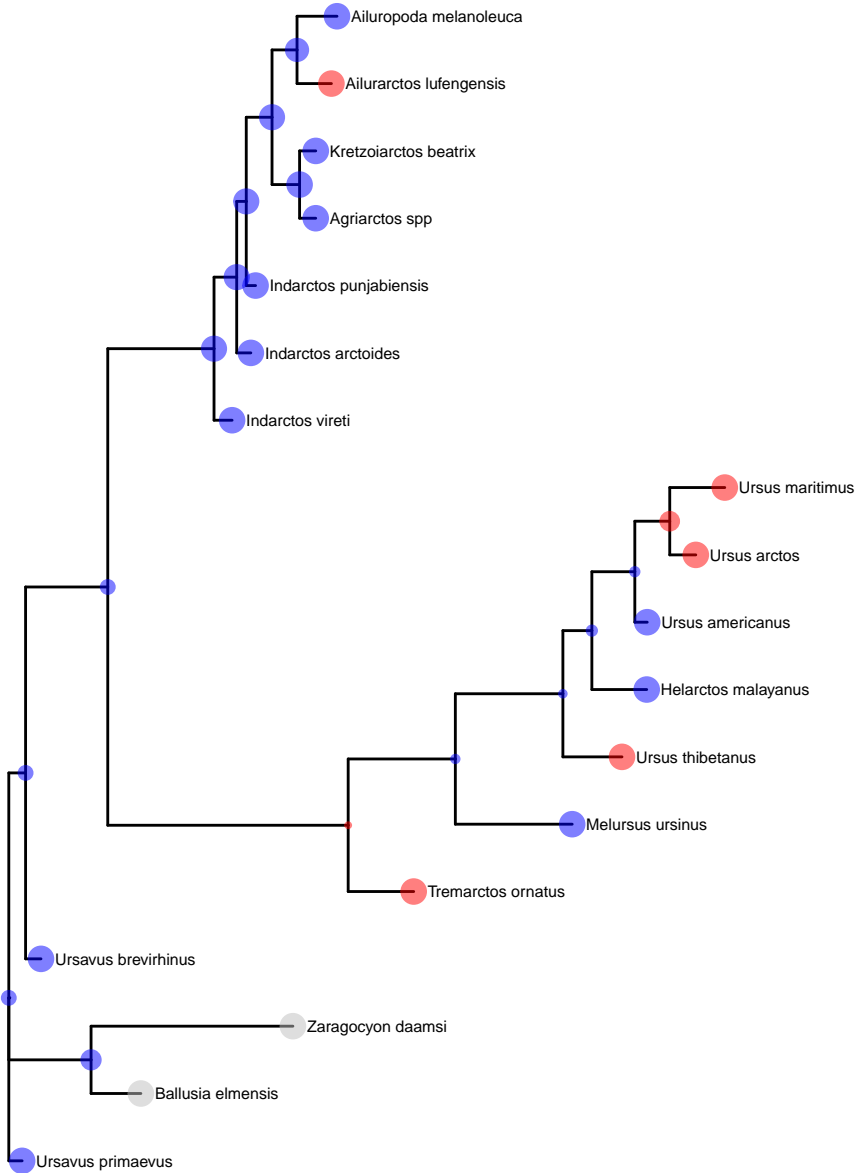 Ailuropoda melanoleuca
Ailurarctos lufengensis
Kretzoiarctos beatrix
Agriarctos spp
Indarctos punjabiensis
Indarctos arctoides
Indarctos vireti
Ursus maritimus
Ursus arctos
Ursus americanus
Helarctos malayanus
Ursus thibetanus
Melursus ursinus
Tremarctos ornatus
Ursavus brevirhinus
Zaragocyon daamsi
Ballusia elmensis
Ursavus primaevus